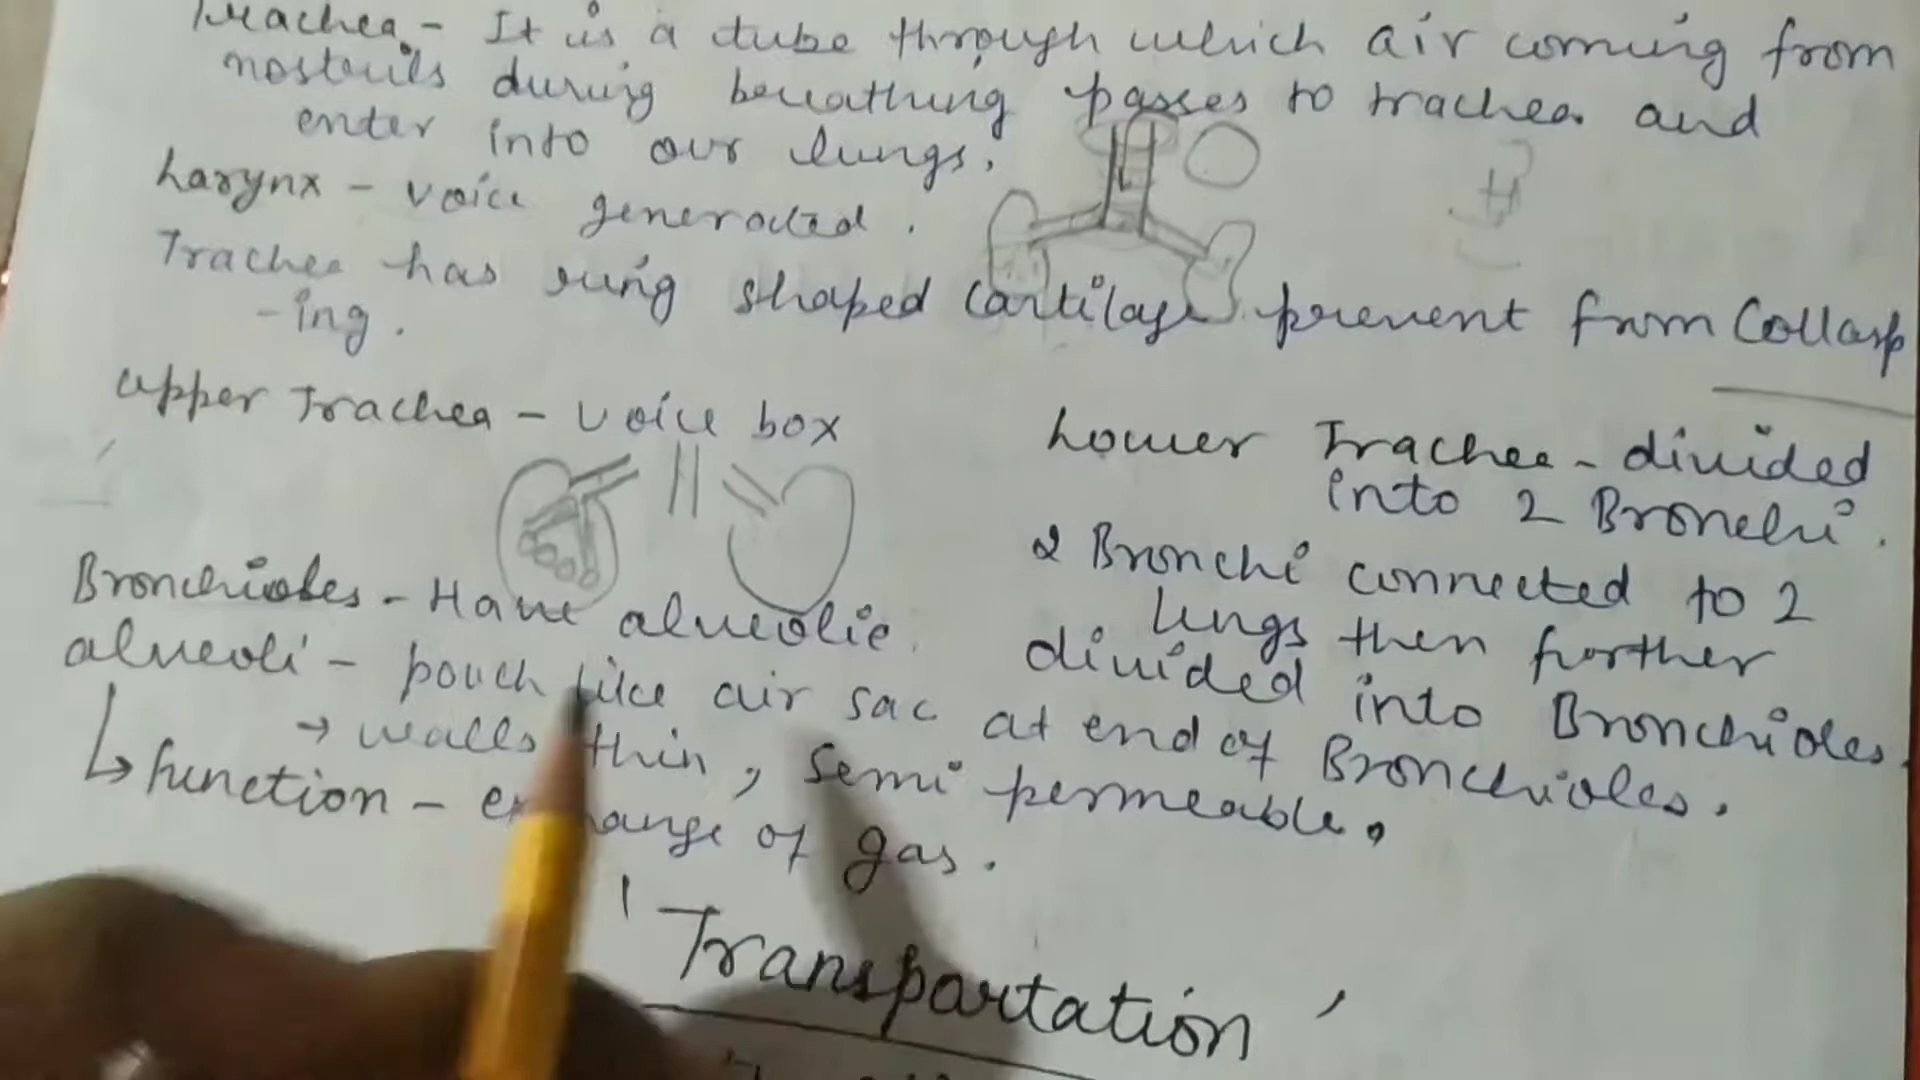 Trachea - It is a tube through which air coming from
nostrils during breathing passes to trachea and
enter into our lungs.
Larynx - voice generated.
Trachea has ring shaped Cartilage prevent from Collasp
-ing.
Upper Trachea - Voice box
Lower Trachea - divided
into 2 Bronchi.
2 Bronchi connected to 2
lungs then further
divided into Bronchioles.
Bronchioles - Have alveolie.
alveoli - pouch like air sac at end of Bronchioles.
→ walls thin, semi permeable,
↳ function - exchange of gas.
'Transportation'